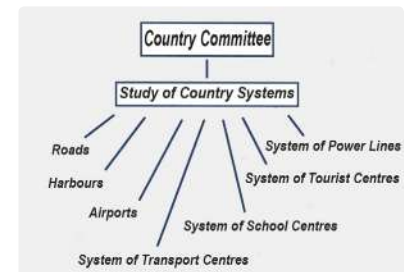 Country Committee
Study of Country Systems
Roads
Harbours
Airports
System of Transport Centres
System of School Centres
System of Tourist Centres
System of Power Lines